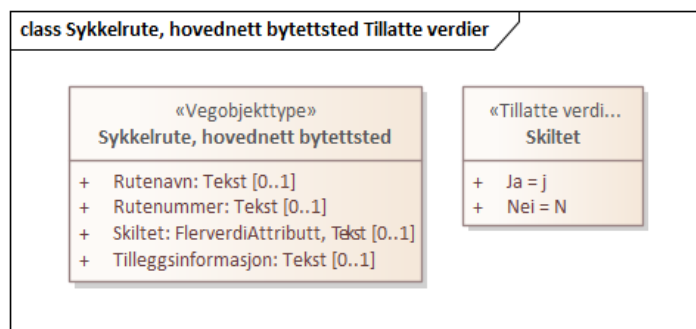 class Sykkelrute, hovednett bytettsted Tillatte verdier
«Vegobjekttype»
Sykkelrute, hovednett bytettsted
+ Rutenavn: Tekst [0..1]
+ Rutenummer: Tekst [0..1]
+ Skiltet: FlerverdiAttributt, Tekst [0..1]
+ Tilleggsinformasjon: Tekst [0..1]
«Tillatte verdi...
Skiltet
+ Ja = j
+ Nei = N